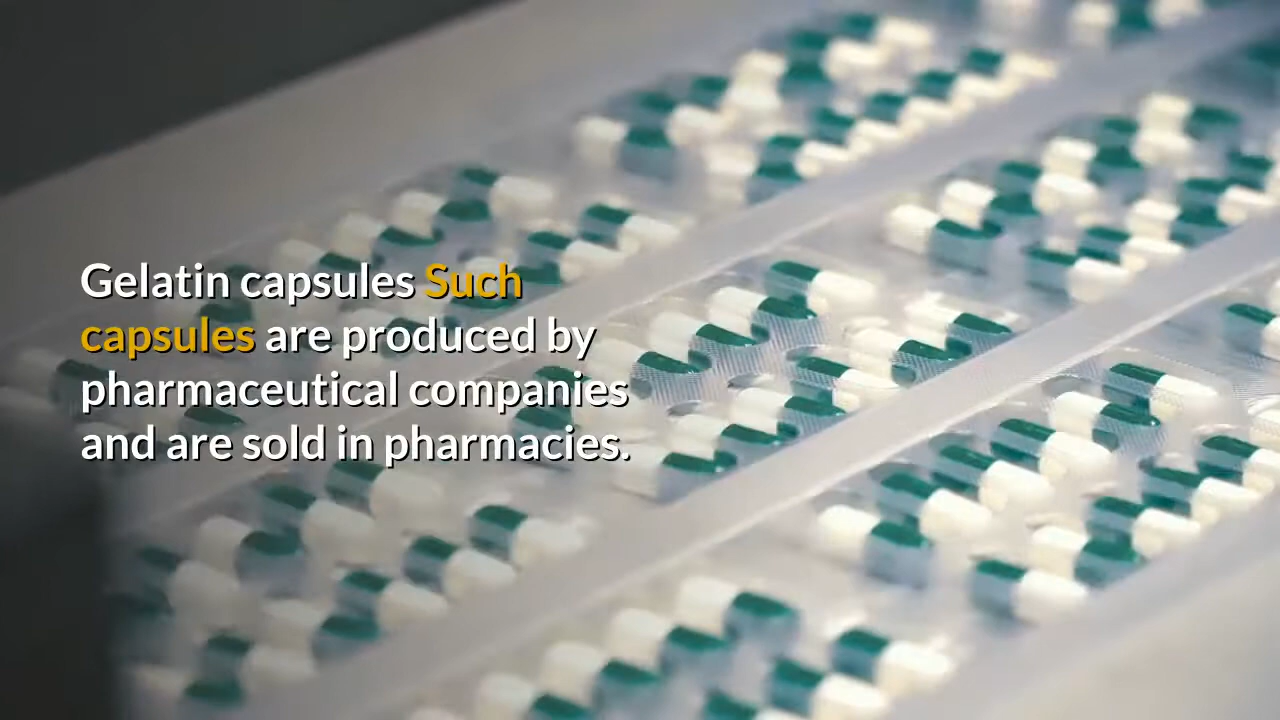 Gelatin capsules Such
capsules are produced by
pharmaceutical companies
and are sold in pharmacies.